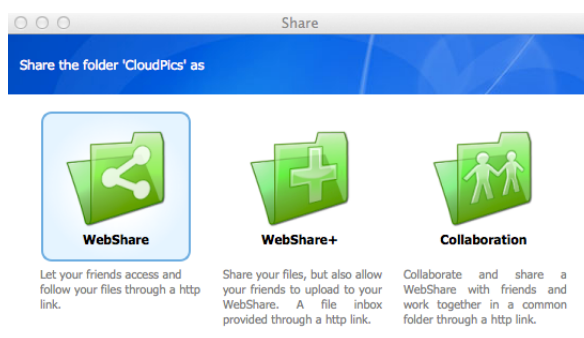 Share
Share the folder 'CloudPics' as
WebShare
WebShare+
Collaboration
Let your friends access and
follow your files through a http
link.
Share your files, but also allow
your friends to upload to your
WebShare. A file inbox
provided through a http link.
Collaborate and share a
WebShare with friends and
work together in a common
folder through a http link.